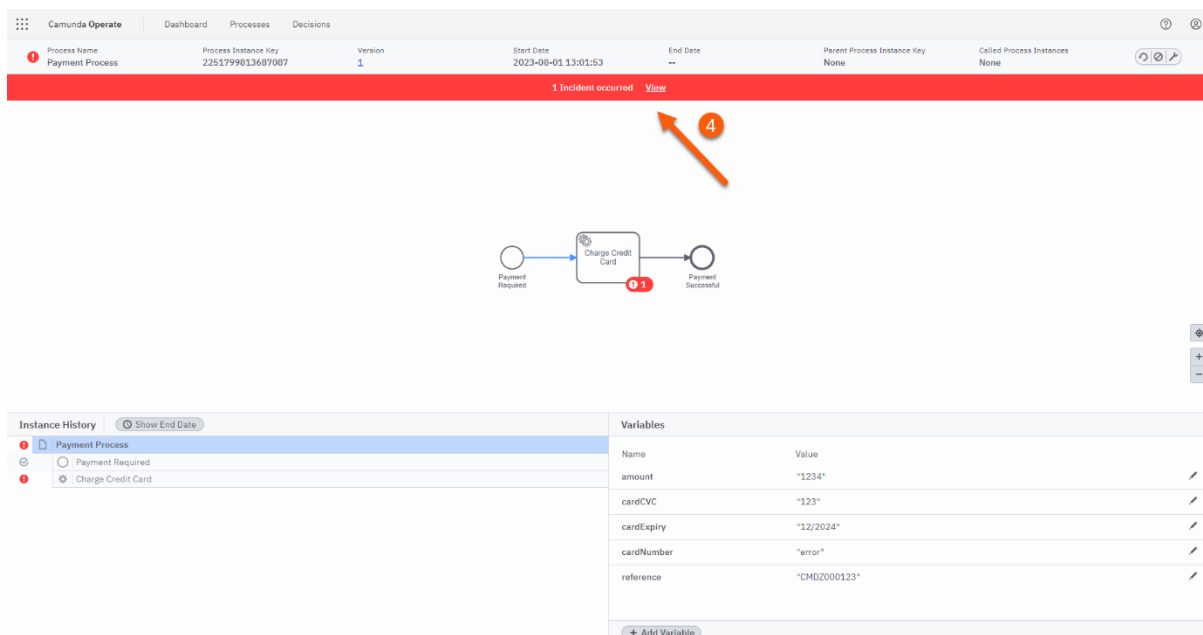 Camunda Operate Dashboard Processes Decisions
Process Name Process Instance Key Version Start Date End Date Parent Process Instance Key Called Process Instances
Payment Process 2251799813687087 1 2023-08-01 13:01:53 -- None None
1 Incident occurred View
4
Charge Credit
Card
Payment
Required
1
Payment
Successful
Instance History Show End Date
Payment Process
Payment Required
Charge Credit Card
Variables
Name Value
amount "1234"
cardCVC "123"
cardExpiry "12/2024"
cardNumber "error"
reference "CMDZ000123"
+ Add Variable